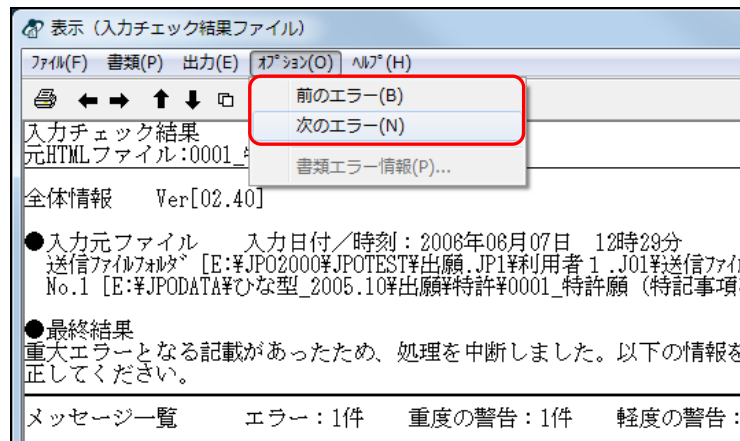 表示（入力チェック結果ファイル）
ﾌｧｲﾙ(F) 書類(P) 出力(E) ｵﾌﾟｼｮﾝ(O) ﾍﾙﾌﾟ(H)
前のエラー(B)
次のエラー(N)
書類エラー情報(P)...
入力チェック結果
元HTMLファイル:0001_
全体情報 Ver[02.40]
●入力元ファイル 入力日付／時刻：2006年06月07日 12時29分
送信ﾌｧｲﾙﾌｫﾙﾀﾞ [E:¥JPO2000¥JPOTEST¥出願.JP1¥利用者１.J01¥送信ﾌｧｲ
No.1 [E:¥JPODATA¥ひな型_2005.10¥出願¥特許¥0001_特許願（特記事項
●最終結果
重大エラーとなる記載があったため、処理を中断しました。以下の情報を
正してください。
メッセージ一覧 エラー：1件 重度の警告：1件 軽度の警告：